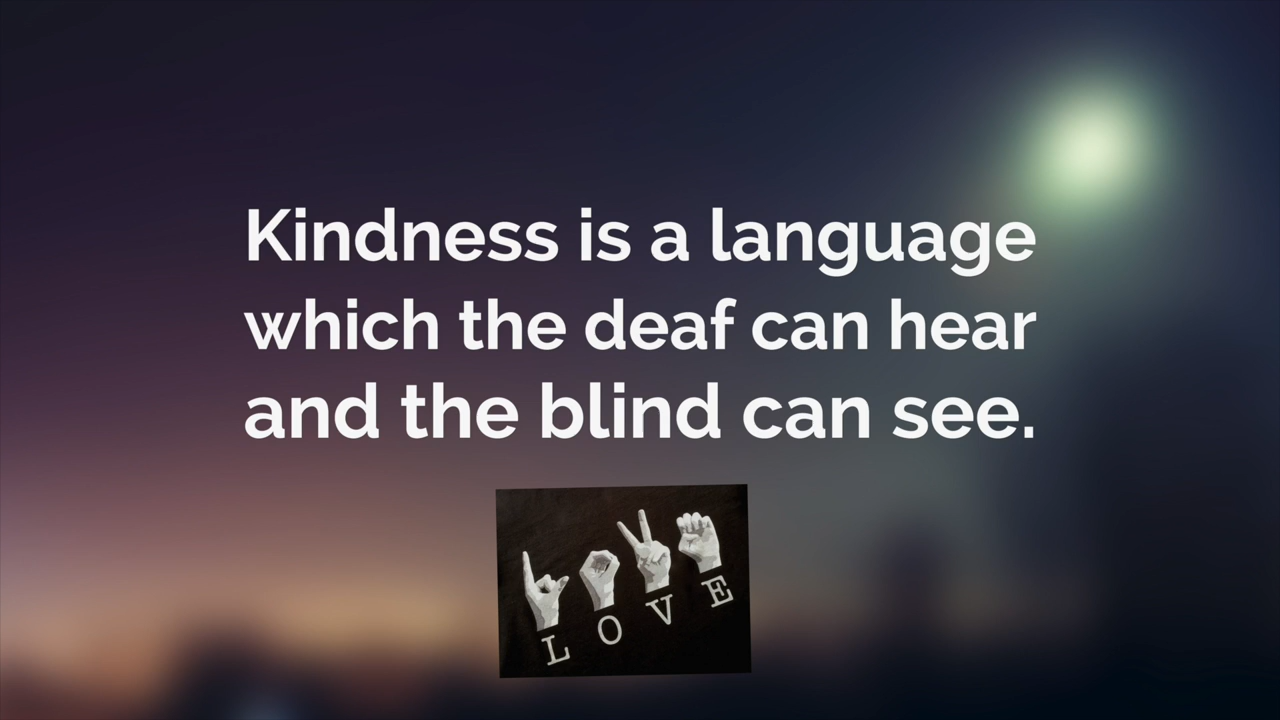 Kindness is a language
which the deaf can hear
and the blind can see.
L O V E